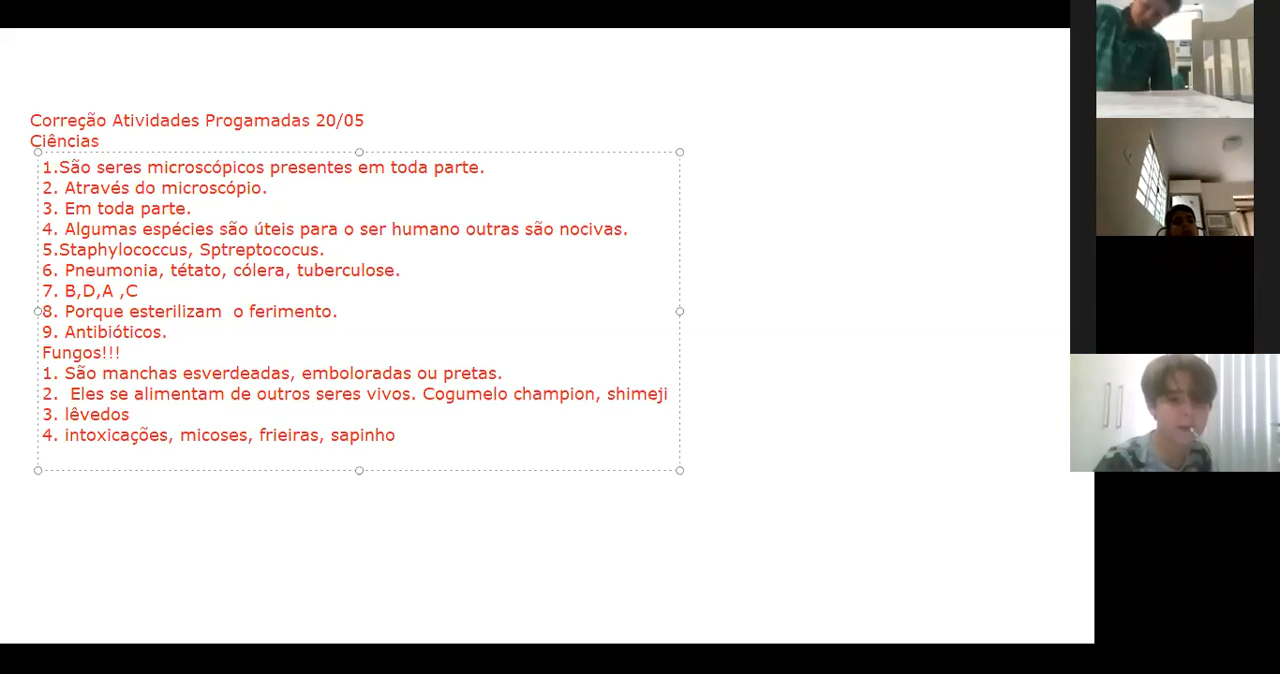 Correção Atividades Progamadas 20/05
Ciências
1.São seres microscópicos presentes em toda parte.
2. Através do microscópio.
3. Em toda parte.
4. Algumas espécies são úteis para o ser humano outras são nocivas.
5.Staphylococcus, Sptreptococus.
6. Pneumonia, tétato, cólera, tuberculose.
7. B,D,A ,C
8. Porque esterilizam  o ferimento.
9. Antibióticos.
Fungos!!!
1. São manchas esverdeadas, emboloradas ou pretas.
2.  Eles se alimentam de outros seres vivos. Cogumelo champion, shimeji
3. lêvedos
4. intoxicações, micoses, frieiras, sapinho